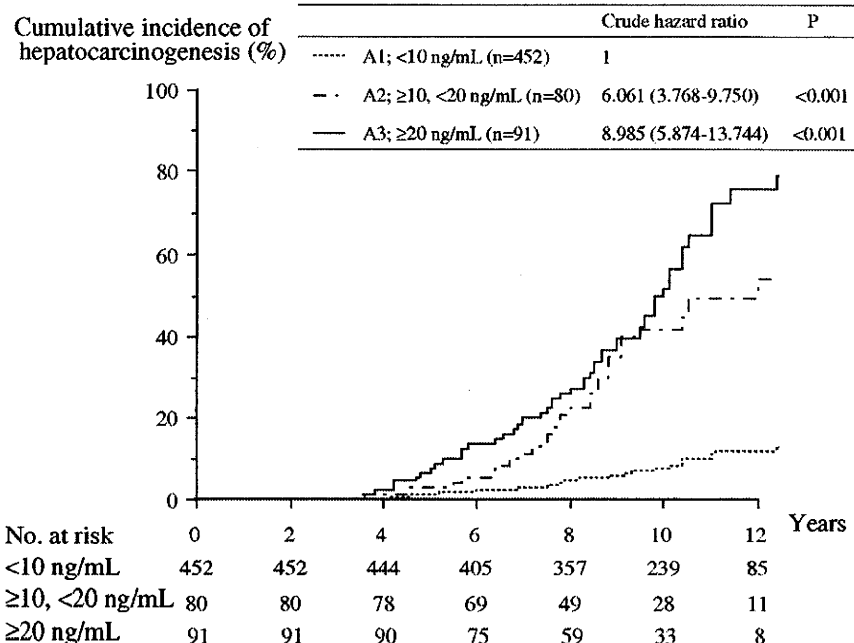 Cumulative incidence of
hepatocarcinogenesis (%)
Crude hazard ratio P
A1; <10 ng/mL (n=452) 1
A2; ≥10, <20 ng/mL (n=80) 6.061 (3.768-9.750) <0.001
A3; ≥20 ng/mL (n=91) 8.985 (5.874-13.744) <0.001
100
80
60
40
20
0
0 2 4 6 8 10 12 Years
No. at risk
<10 ng/mL 452 452 444 405 357 239 85
≥10, <20 ng/mL 80 80 78 69 49 28 11
≥20 ng/mL 91 91 90 75 59 33 8